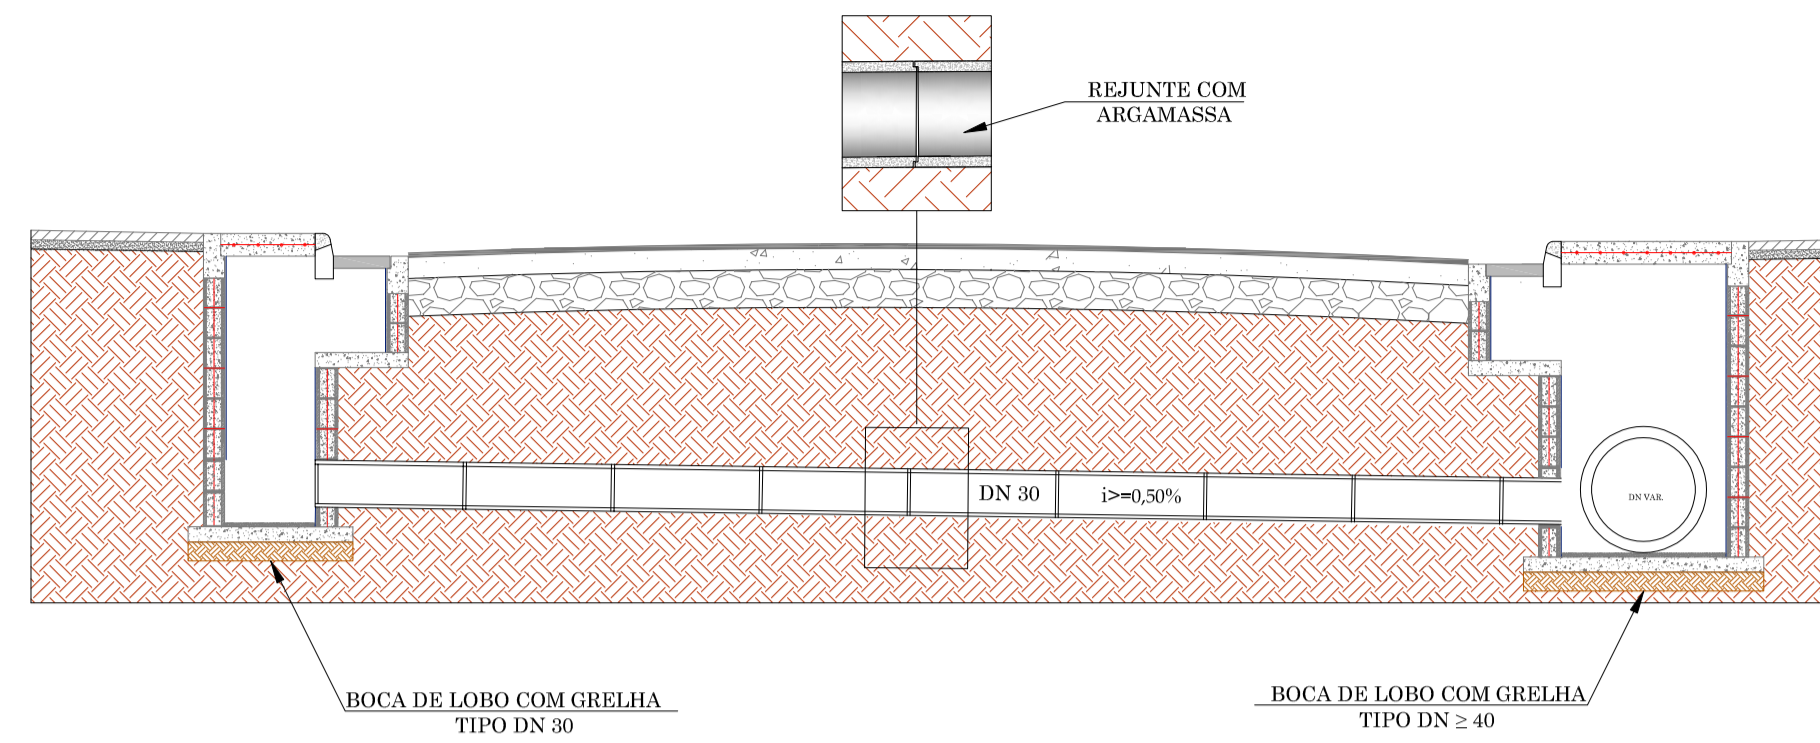 REJUNTE COM
ARGAMASSA
DN 30
i>=0,50%
DN VAR.
BOCA DE LOBO COM GRELHA
TIPO DN 30
BOCA DE LOBO COM GRELHA
TIPO DN ≥ 40